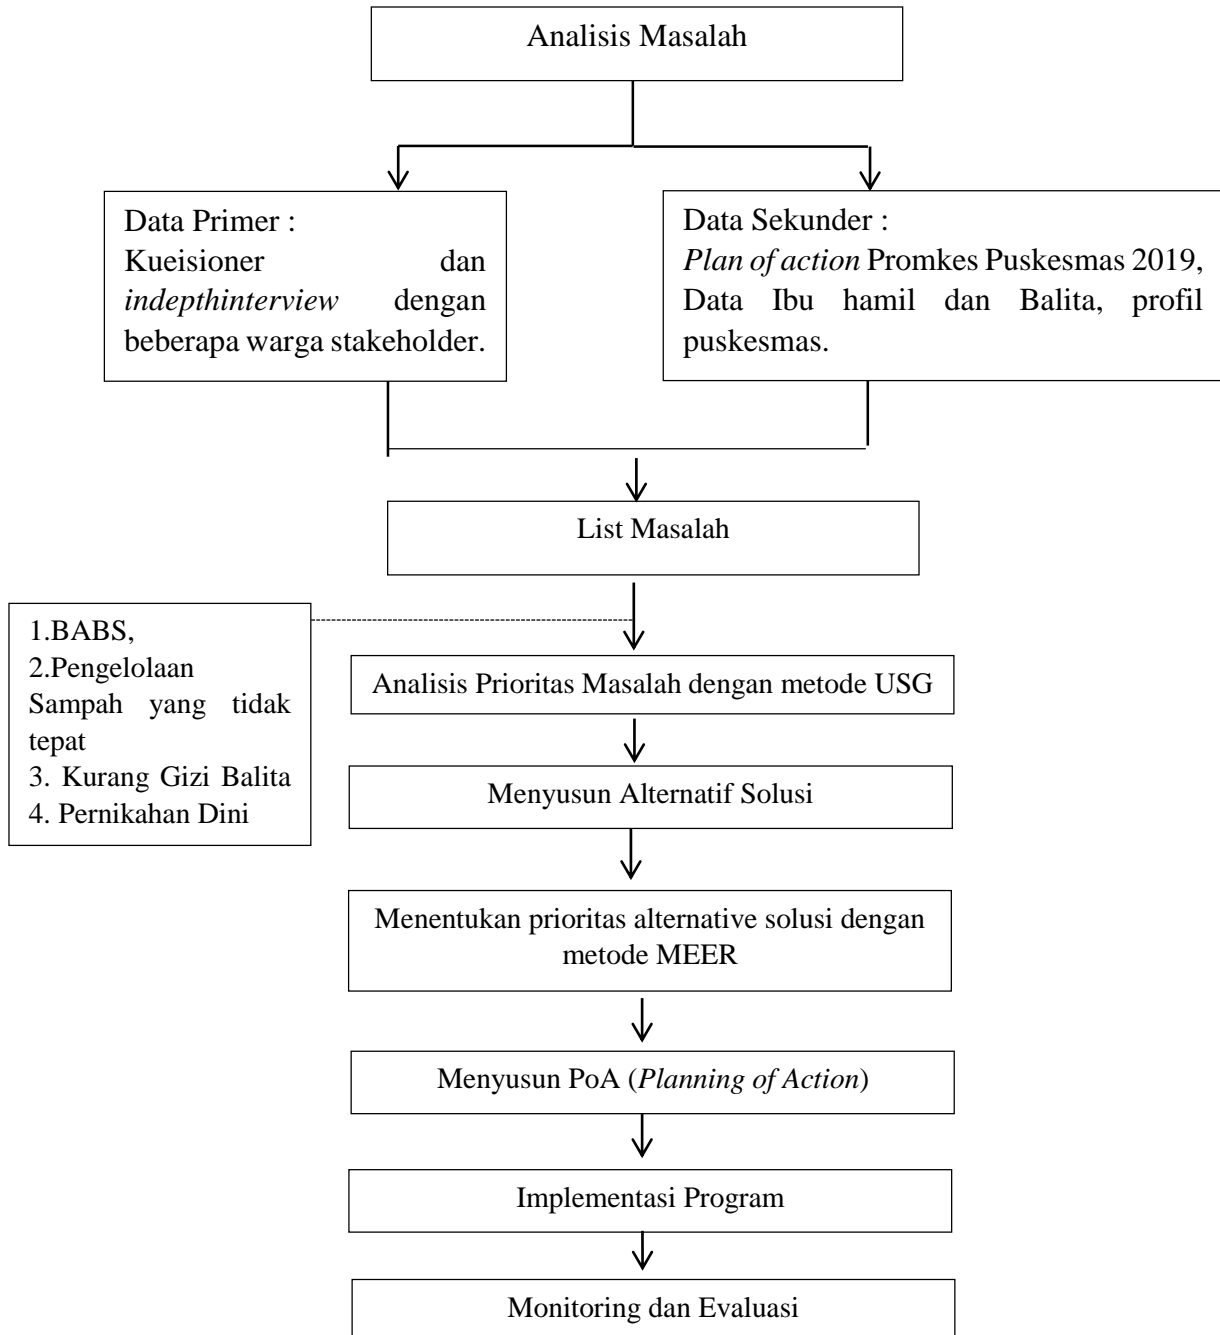 Analisis Masalah
Data Primer :
Kueisioner dan
indepthinterview dengan
beberapa warga stakeholder.
Data Sekunder :
Plan of action Promkes Puskesmas 2019,
Data Ibu hamil dan Balita, profil
puskesmas.
List Masalah
1.BABS,
2.Pengelolaan
Sampah yang tidak
tepat
3. Kurang Gizi Balita
4. Pernikahan Dini
Analisis Prioritas Masalah dengan metode USG
Menyusun Alternatif Solusi
Menentukan prioritas alternative solusi dengan
metode MEER
Menyusun PoA (Planning of Action)
Implementasi Program
Monitoring dan Evaluasi